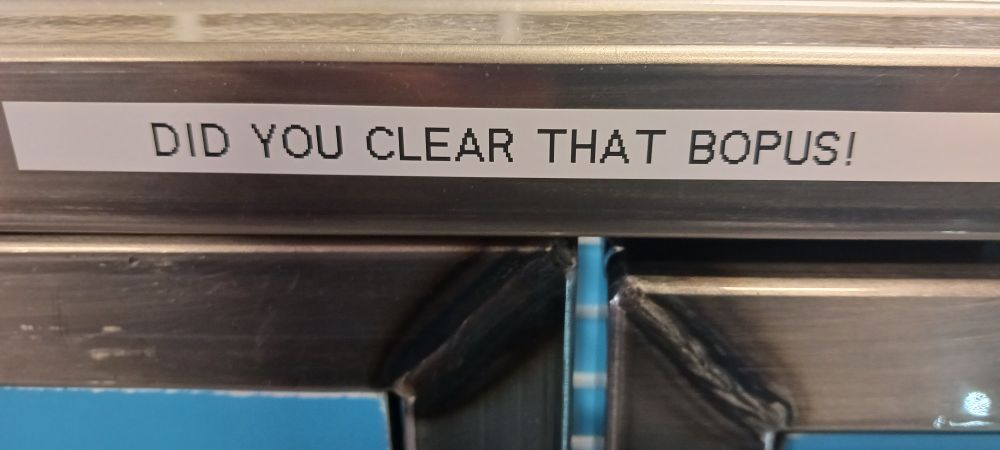 DID YOU CLEAR THAT BOPUS!